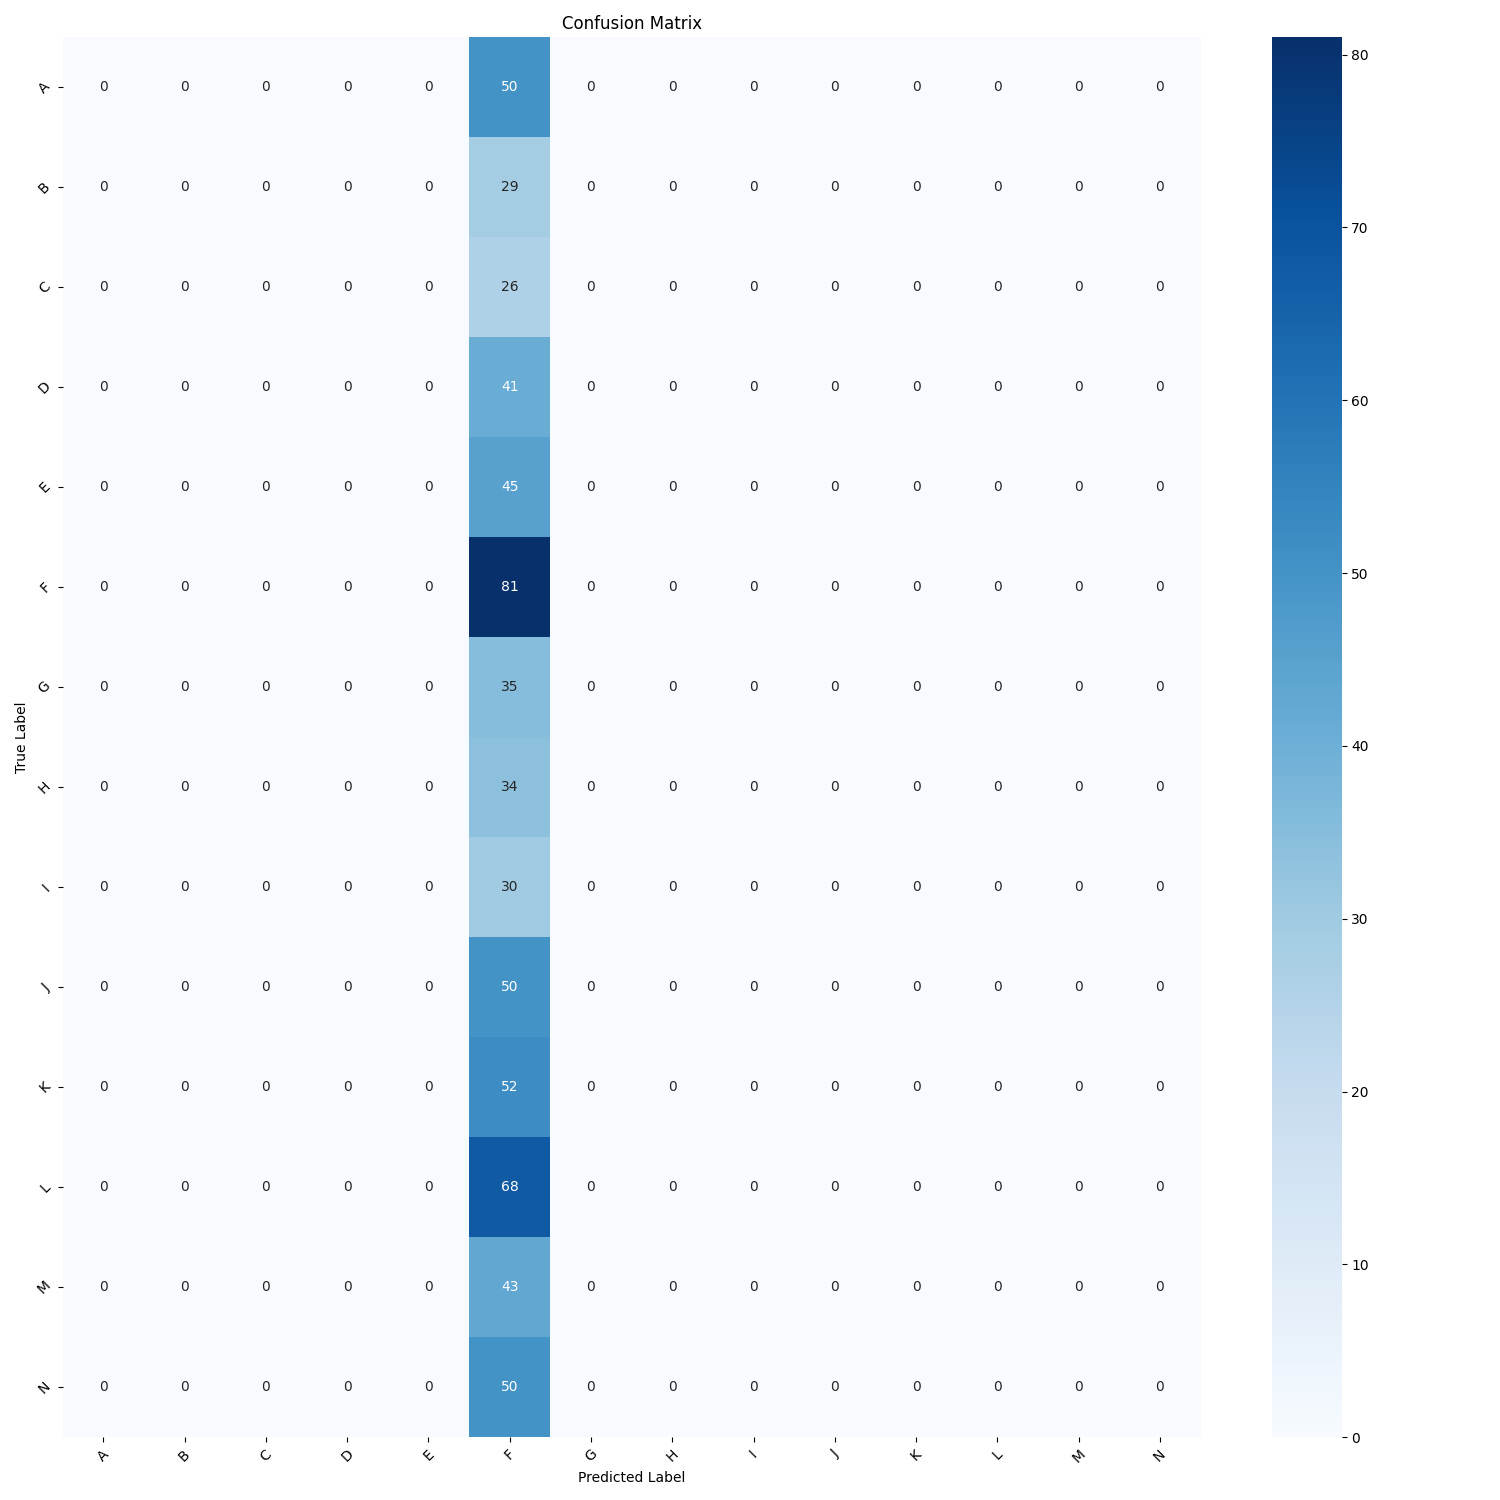 Confusion Matrix
A 0 0 0 0 0 50 0 0 0 0 0 0 0 0
B 0 0 0 0 0 29 0 0 0 0 0 0 0 0
C 0 0 0 0 0 26 0 0 0 0 0 0 0 0
D 0 0 0 0 0 41 0 0 0 0 0 0 0 0
E 0 0 0 0 0 45 0 0 0 0 0 0 0 0
F 0 0 0 0 0 81 0 0 0 0 0 0 0 0
G 0 0 0 0 0 35 0 0 0 0 0 0 0 0
H 0 0 0 0 0 34 0 0 0 0 0 0 0 0
I 0 0 0 0 0 30 0 0 0 0 0 0 0 0
J 0 0 0 0 0 50 0 0 0 0 0 0 0 0
K 0 0 0 0 0 52 0 0 0 0 0 0 0 0
L 0 0 0 0 0 68 0 0 0 0 0 0 0 0
M 0 0 0 0 0 43 0 0 0 0 0 0 0 0
N 0 0 0 0 0 50 0 0 0 0 0 0 0 0
A B C D E F G H I J K L M N
Predicted Label
True Label
80
70
60
50
40
30
20
10
0